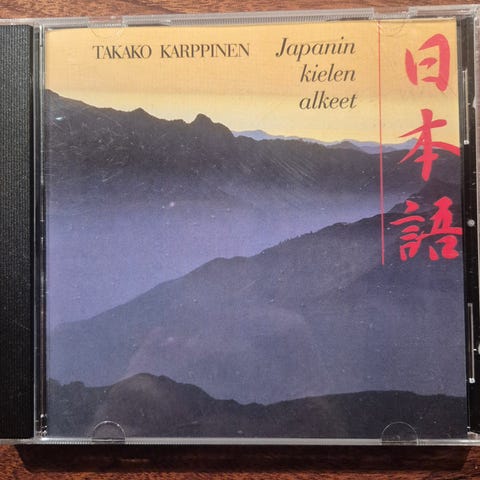 TAKAKO KARPPINEN
Japanin
kielen
alkeet
日本語